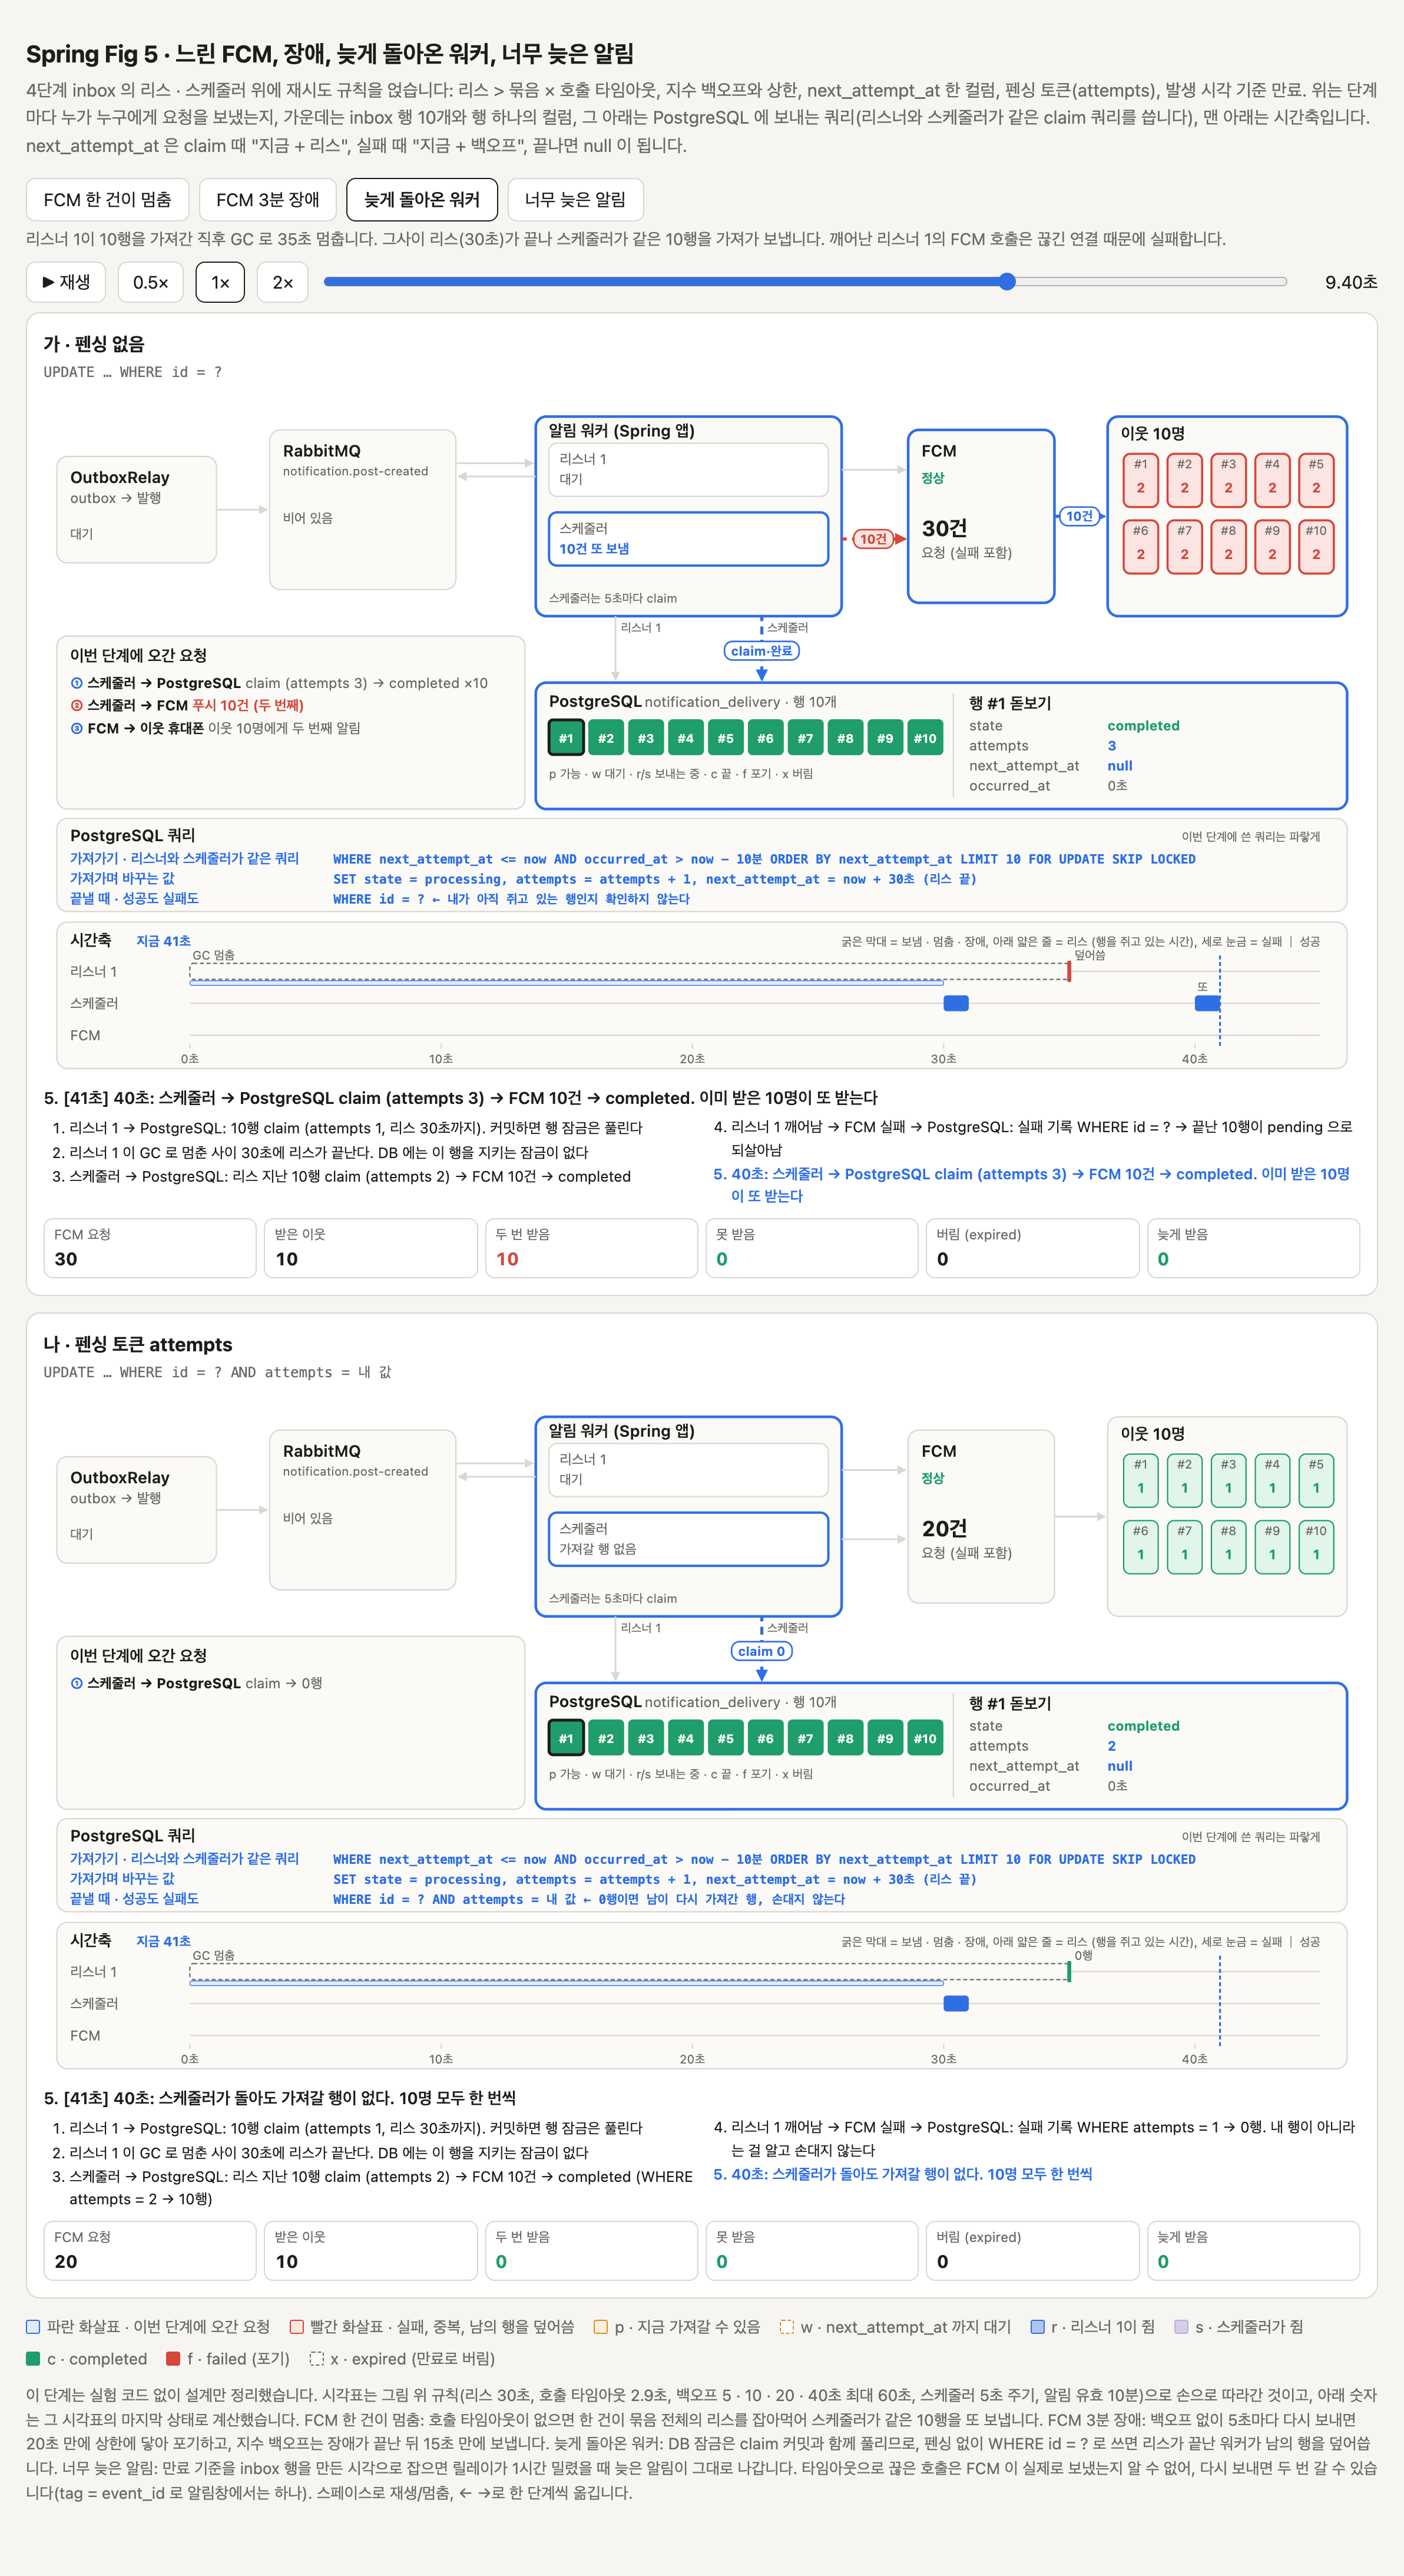 Spring Fig 5 · 느린 FCM, 장애, 늦게 돌아온 워커, 너무 늦은 알림
4단계 inbox 의 리스 · 스케줄러 위에 재시도 규칙을 얹습니다: 리스 > 묶음 × 호출 타임아웃, 지수 백오프와 상한, next_attempt_at 한 컬럼, 펜싱 토큰(attempts), 발생 시각 기준 만료. 위는 단계
마다 누가 누구에게 요청을 보냈는지, 가운데는 inbox 행 10개와 행 하나의 컬럼, 그 아래는 PostgreSQL 에 보내는 쿼리(리스너와 스케줄러가 같은 claim 쿼리를 씁니다), 맨 아래는 시간축입니다.
next_attempt_at 은 claim 때 "지금 + 리스", 실패 때 "지금 + 백오프", 끝나면 null 이 됩니다.
FCM 한 건이 멈춤
FCM 3분 장애
늦게 돌아온 워커
너무 늦은 알림
리스너 1이 10행을 가져간 직후 GC 로 35초 멈춥니다. 그사이 리스(30초)가 끝나 스케줄러가 같은 10행을 가져가 보냅니다. 깨어난 리스너 1의 FCM 호출은 끊긴 연결 때문에 실패합니다.
▶ 재생
0.5×
1×
2×
9.40초
가 · 펜싱 없음
UPDATE … WHERE id = ?
OutboxRelay
outbox → 발행
대기
RabbitMQ
notification.post-created
비어 있음
알림 워커 (Spring 앱)
리스너 1
대기
스케줄러
10건 또 보냄
스케줄러는 5초마다 claim
10건
FCM
정상
30건
요청 (실패 포함)
10건
이웃 10명
#1 #2 #3 #4 #5
2 2 2 2 2
#6 #7 #8 #9 #10
2 2 2 2 2
리스너 1
스케줄러
claim·완료
이번 단계에 오간 요청
① 스케줄러 → PostgreSQL claim (attempts 3) → completed ×10
② 스케줄러 → FCM 푸시 10건 (두 번째)
③ FCM → 이웃 휴대폰 이웃 10명에게 두 번째 알림
PostgreSQL notification_delivery · 행 10개
#1 #2 #3 #4 #5 #6 #7 #8 #9 #10
p 가능 · w 대기 · r/s 보내는 중 · c 끝 · f 포기 · x 버림
행 #1 돋보기
state completed
attempts 3
next_attempt_at null
occurred_at 0초
PostgreSQL 쿼리
이번 단계에 쓴 쿼리는 파랗게
가져가기 · 리스너와 스케줄러가 같은 쿼리 WHERE next_attempt_at <= now AND occurred_at > now − 10분 ORDER BY next_attempt_at LIMIT 10 FOR UPDATE SKIP LOCKED
가져가며 바꾸는 값 SET state = processing, attempts = attempts + 1, next_attempt_at = now + 30초 (리스 끝)
끝낼 때 · 성공도 실패도 WHERE id = ? ← 내가 아직 쥐고 있는 행인지 확인하지 않는다
시간축 지금 41초
굵은 막대 = 보냄 · 멈춤 · 장애, 아래 얇은 줄 = 리스 (행을 쥐고 있는 시간), 세로 눈금 = 실패 | 성공
GC 멈춤
덮어씀
리스너 1
또
스케줄러
FCM
0초 10초 20초 30초 40초
5. [41초] 40초: 스케줄러 → PostgreSQL claim (attempts 3) → FCM 10건 → completed. 이미 받은 10명이 또 받는다
1. 리스너 1 → PostgreSQL: 10행 claim (attempts 1, 리스 30초까지). 커밋하면 행 잠금은 풀린다
2. 리스너 1 이 GC 로 멈춘 사이 30초에 리스가 끝난다. DB 에는 이 행을 지키는 잠금이 없다
3. 스케줄러 → PostgreSQL: 리스 지난 10행 claim (attempts 2) → FCM 10건 → completed
4. 리스너 1 깨어남 → FCM 실패 → PostgreSQL: 실패 기록 WHERE id = ? → 끝난 10행이 pending 으로
되살아남
5. 40초: 스케줄러 → PostgreSQL claim (attempts 3) → FCM 10건 → completed. 이미 받은 10명
이 또 받는다
FCM 요청
30
받은 이웃
10
두 번 받음
10
못 받음
0
버림 (expired)
0
늦게 받음
0
나 · 펜싱 토큰 attempts
UPDATE … WHERE id = ? AND attempts = 내 값
OutboxRelay
outbox → 발행
대기
RabbitMQ
notification.post-created
비어 있음
알림 워커 (Spring 앱)
리스너 1
대기
스케줄러
가져갈 행 없음
스케줄러는 5초마다 claim
FCM
정상
20건
요청 (실패 포함)
이웃 10명
#1 #2 #3 #4 #5
1 1 1 1 1
#6 #7 #8 #9 #10
1 1 1 1 1
리스너 1
스케줄러
claim 0
이번 단계에 오간 요청
① 스케줄러 → PostgreSQL claim → 0행
PostgreSQL notification_delivery · 행 10개
#1 #2 #3 #4 #5 #6 #7 #8 #9 #10
p 가능 · w 대기 · r/s 보내는 중 · c 끝 · f 포기 · x 버림
행 #1 돋보기
state completed
attempts 2
next_attempt_at null
occurred_at 0초
PostgreSQL 쿼리
이번 단계에 쓴 쿼리는 파랗게
가져가기 · 리스너와 스케줄러가 같은 쿼리 WHERE next_attempt_at <= now AND occurred_at > now − 10분 ORDER BY next_attempt_at LIMIT 10 FOR UPDATE SKIP LOCKED
가져가며 바꾸는 값 SET state = processing, attempts = attempts + 1, next_attempt_at = now + 30초 (리스 끝)
끝낼 때 · 성공도 실패도 WHERE id = ? AND attempts = 내 값 ← 0행이면 남이 다시 가져간 행, 손대지 않는다
시간축 지금 41초
굵은 막대 = 보냄 · 멈춤 · 장애, 아래 얇은 줄 = 리스 (행을 쥐고 있는 시간), 세로 눈금 = 실패 | 성공
GC 멈춤
0행
리스너 1
스케줄러
FCM
0초 10초 20초 30초 40초
5. [41초] 40초: 스케줄러가 돌아도 가져갈 행이 없다. 10명 모두 한 번씩
1. 리스너 1 → PostgreSQL: 10행 claim (attempts 1, 리스 30초까지). 커밋하면 행 잠금은 풀린다
2. 리스너 1 이 GC 로 멈춘 사이 30초에 리스가 끝난다. DB 에는 이 행을 지키는 잠금이 없다
3. 스케줄러 → PostgreSQL: 리스 지난 10행 claim (attempts 2) → FCM 10건 → completed (WHERE
attempts = 2 → 10행)
4. 리스너 1 깨어남 → FCM 실패 → PostgreSQL: 실패 기록 WHERE attempts = 1 → 0행. 내 행이 아니라
는 걸 알고 손대지 않는다
5. 40초: 스케줄러가 돌아도 가져갈 행이 없다. 10명 모두 한 번씩
FCM 요청
20
받은 이웃
10
두 번 받음
0
못 받음
0
버림 (expired)
0
늦게 받음
0
파란 화살표 · 이번 단계에 오간 요청
빨간 화살표 · 실패, 중복, 남의 행을 덮어씀
p · 지금 가져갈 수 있음
w · next_attempt_at 까지 대기
r · 리스너 1이 쥠
s · 스케줄러가 쥠
c · completed
f · failed (포기)
x · expired (만료로 버림)
이 단계는 실험 코드 없이 설계만 정리했습니다. 시각표는 그림 위 규칙(리스 30초, 호출 타임아웃 2.9초, 백오프 5 · 10 · 20 · 40초 최대 60초, 스케줄러 5초 주기, 알림 유효 10분)으로 손으로 따라간 것이고, 아래 숫자
는 그 시각표의 마지막 상태로 계산했습니다. FCM 한 건이 멈춤: 호출 타임아웃이 없으면 한 건이 묶음 전체의 리스를 잡아먹어 스케줄러가 같은 10행을 또 보냅니다. FCM 3분 장애: 백오프 없이 5초마다 다시 보내면
20초 만에 상한에 닿아 포기하고, 지수 백오프는 장애가 끝난 뒤 15초 만에 보냅니다. 늦게 돌아온 워커: DB 잠금은 claim 커밋과 함께 풀리므로, 펜싱 없이 WHERE id = ? 로 쓰면 리스가 끝난 워커가 남의 행을 덮어씁
니다. 너무 늦은 알림: 만료 기준을 inbox 행을 만든 시각으로 잡으면 릴레이가 1시간 밀렸을 때 늦은 알림이 그대로 나갑니다. 타임아웃으로 끊은 호출은 FCM 이 실제로 보냈는지 알 수 없어, 다시 보내면 두 번 갈 수 있습
니다(tag = event_id 로 알림창에서는 하나). 스페이스로 재생/멈춤, ← →로 한 단계씩 옮깁니다.